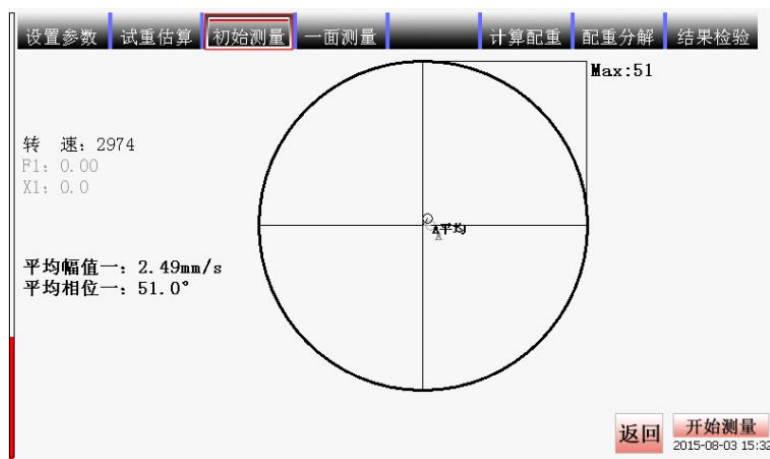 设置参数 试重估算 初始测量 一面测量 计算配重 配重分解 结果检验
Max:51
转 速: 2974
F1: 0.00
X1: 0.0
A平均
A
平均幅值一: 2.49mm/s
平均相位一: 51.0°
返回 开始测量
2015-08-03 15:32